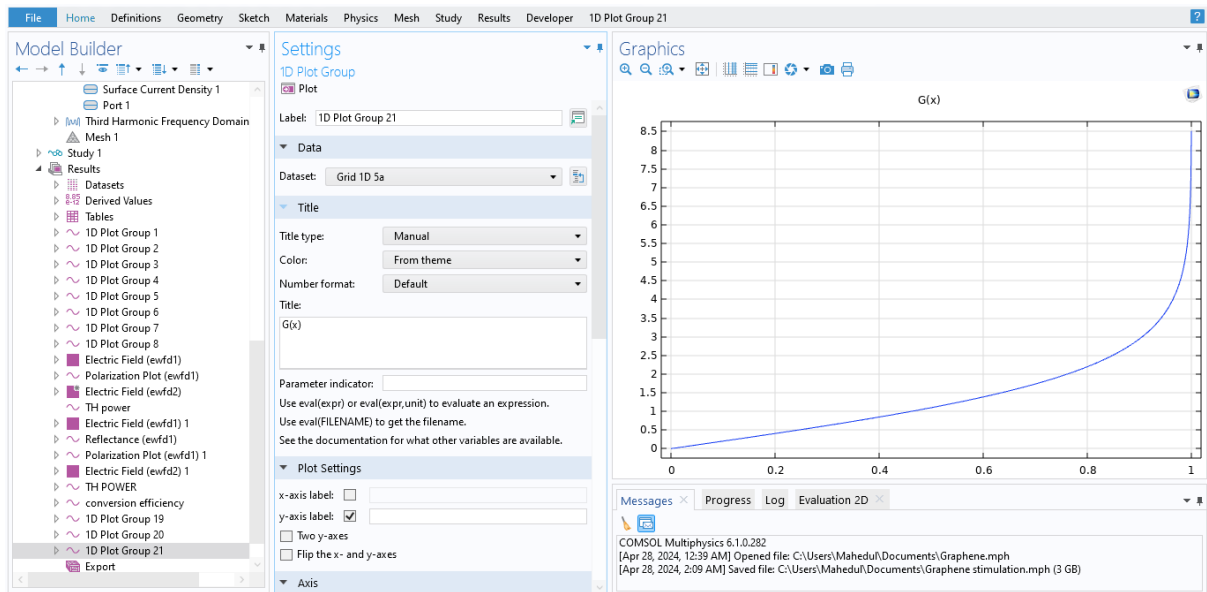 File Home Definitions Geometry Sketch Materials Physics Mesh Study Results Developer 1D Plot Group 21 ?
Model Builder
Surface Current Density 1
Port 1
Third Harmonic Frequency Domain
Mesh 1
Study 1
Results
Datasets
8.85
e-12 Derived Values
Tables
1D Plot Group 1
1D Plot Group 2
1D Plot Group 3
1D Plot Group 4
1D Plot Group 5
1D Plot Group 6
1D Plot Group 7
1D Plot Group 8
Electric Field (ewfd1)
Polarization Plot (ewfd1)
Electric Field (ewfd2)
TH power
Electric Field (ewfd1) 1
Reflectance (ewfd1)
Polarization Plot (ewfd1) 1
Electric Field (ewfd2) 1
TH POWER
conversion efficiency
1D Plot Group 19
1D Plot Group 20
1D Plot Group 21
Export
Settings
1D Plot Group
Plot
Label: 1D Plot Group 21
Data
Dataset: Grid 1D 5a
Title
Title type: Manual
Color: From theme
Number format: Default
Title:
G(x)
Parameter indicator:
Use eval(expr) or eval(expr,unit) to evaluate an expression.
Use eval(FILENAME) to get the filename.
See the documentation for what other variables are available.
Plot Settings
x-axis label:
y-axis label:
Two y-axes
Flip the x- and y-axes
Axis
Graphics
G(x)
8.5
8
7.5
7
6.5
6
5.5
5
4.5
4
3.5
3
2.5
2
1.5
1
0.5
0
0 0.2 0.4 0.6 0.8 1
Messages Progress Log Evaluation 2D
COMSOL Multiphysics 6.1.0.282
[Apr 28, 2024, 12:39 AM] Opened file: C:\Users\Mahedul\Documents\Graphene.mph
[Apr 28, 2024, 2:09 AM] Saved file: C:\Users\Mahedul\Documents\Graphene stimulation.mph (3 GB)